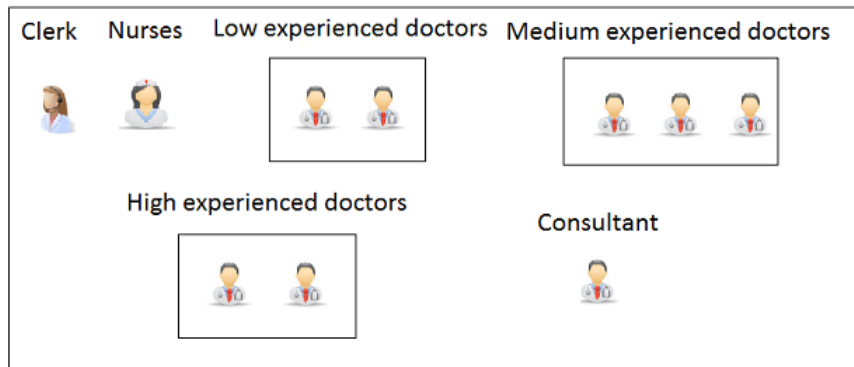 Clerk
Nurses
Low experienced doctors
Medium experienced doctors
High experienced doctors
Consultant